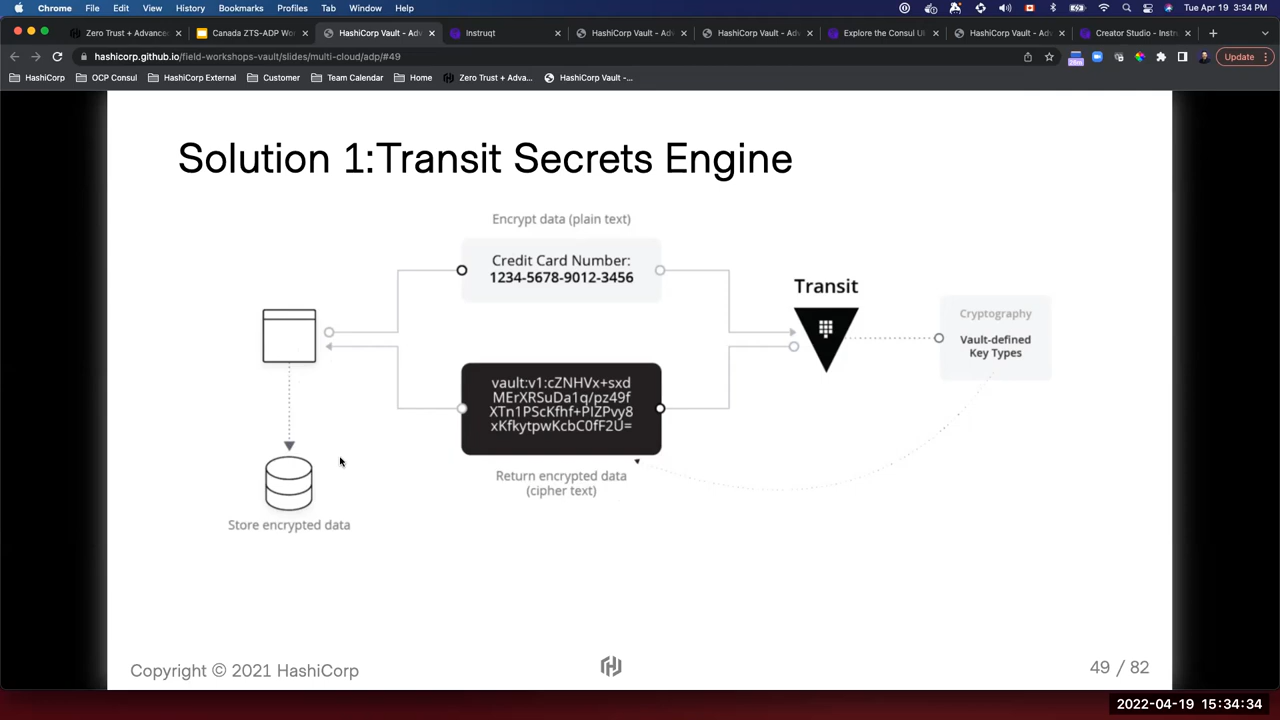 Chrome File Edit View History Bookmarks Profiles Tab Window Help Tue Apr 19 3:34 PM
Zero Trust + Advance Canada ZTS-ADP Wo HashiCorp Vault - Adv Instruqt HashiCorp Vault - Adv HashiCorp Vault - Adv Explore the Consul UI HashiCorp Vault - Adv Creator Studio - Instr
hashicorp.github.io/field-workshops-vault/slides/multi-cloud/adp/#49 Update
HashiCorp OCP Consul HashiCorp External Customer Team Calendar Home Zero Trust + Adva... HashiCorp Vault -...
Solution 1:Transit Secrets Engine
Encrypt data (plain text)
Credit Card Number:
1234-5678-9012-3456
Transit
Cryptography
Vault-defined
Key Types
vault:v1:cZNHVx+sxd
MErXRSuDa1q/pz49f
XTn1PScKfhf+PlZPvy8
xKfkytpwKcbC0fF2U=
Return encrypted data
(cipher text)
Store encrypted data
Copyright © 2021 HashiCorp
49 / 82
2022-04-19 15:34:34